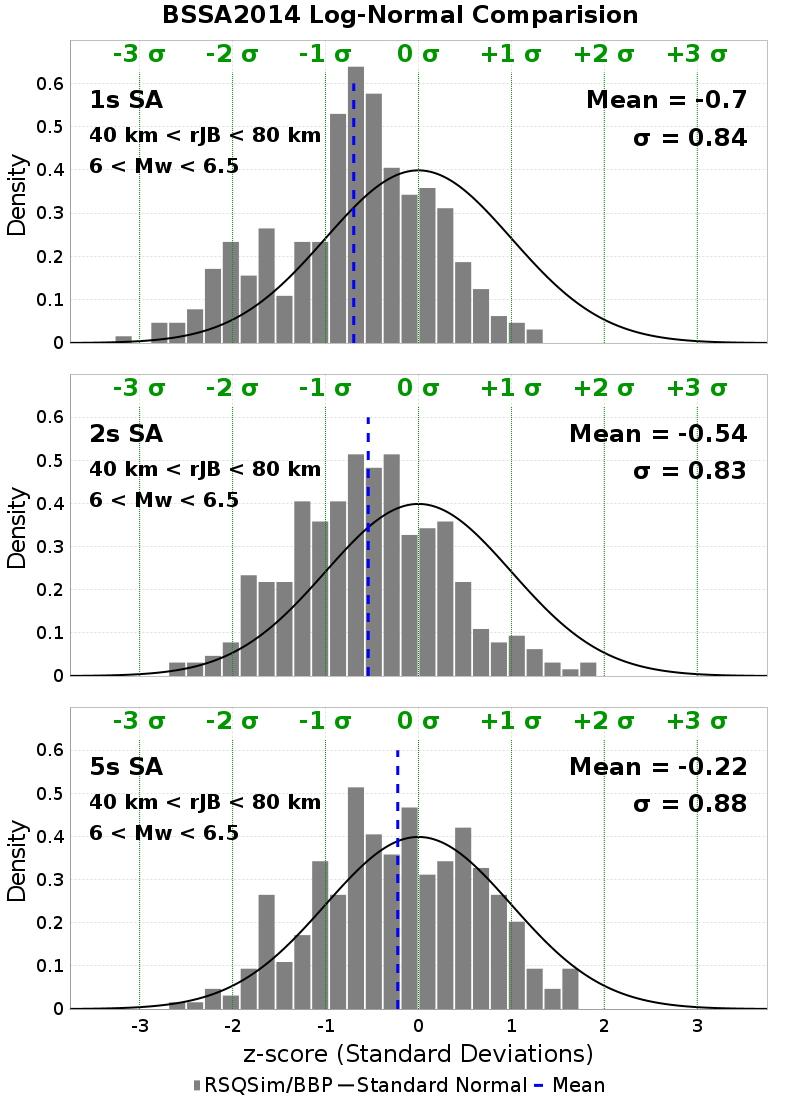 BSSA2014 Log-Normal Comparision
-3 σ -2 σ -1 σ 0 σ +1 σ +2 σ +3 σ
0.6
1s SA
Mean = -0.7
0.5
40 km < rJB < 80 km
σ = 0.84
6 < Mw < 6.5
0.4
Density
0.3
0.2
0.1
0
-3 σ -2 σ -1 σ 0 σ +1 σ +2 σ +3 σ
0.6
2s SA
Mean = -0.54
0.5
40 km < rJB < 80 km
σ = 0.83
6 < Mw < 6.5
0.4
Density
0.3
0.2
0.1
0
-3 σ -2 σ -1 σ 0 σ +1 σ +2 σ +3 σ
0.6
5s SA
Mean = -0.22
0.5
40 km < rJB < 80 km
σ = 0.88
6 < Mw < 6.5
0.4
Density
0.3
0.2
0.1
0
-3 -2 -1 0 1 2 3
z-score (Standard Deviations)
RSQSim/BBP Standard Normal Mean